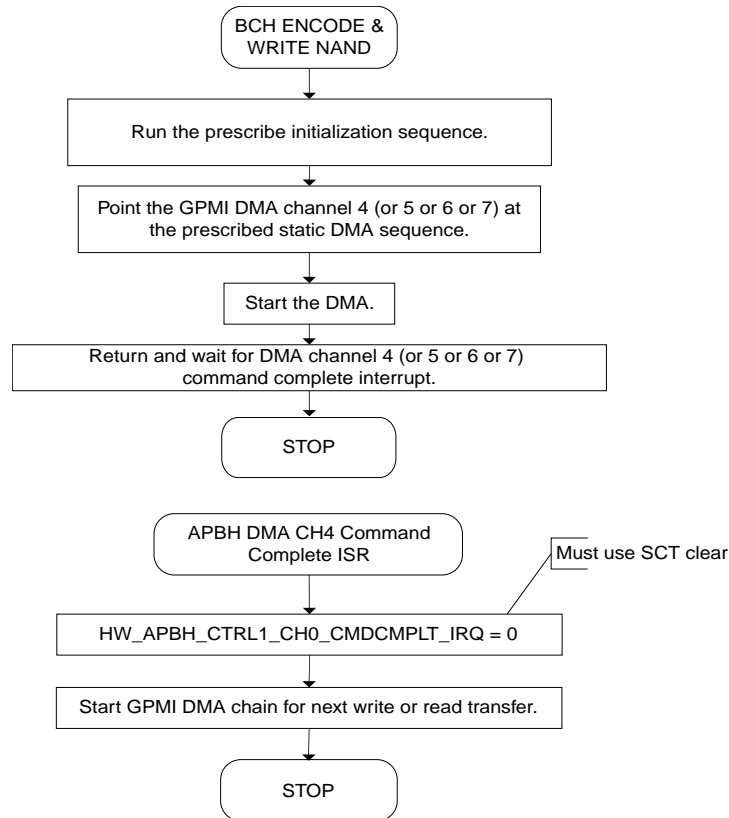 BCH ENCODE &
WRITE NAND
Run the prescribe initialization sequence.
Point the GPMI DMA channel 4 (or 5 or 6 or 7) at
the prescribed static DMA sequence.
Start the DMA.
Return and wait for DMA channel 4 (or 5 or 6 or 7)
command complete interrupt.
STOP
APBH DMA CH4 Command
Complete ISR
Must use SCT clear
HW_APBH_CTRL1_CH0_CMDCMPLT_IRQ = 0
Start GPMI DMA chain for next write or read transfer.
STOP